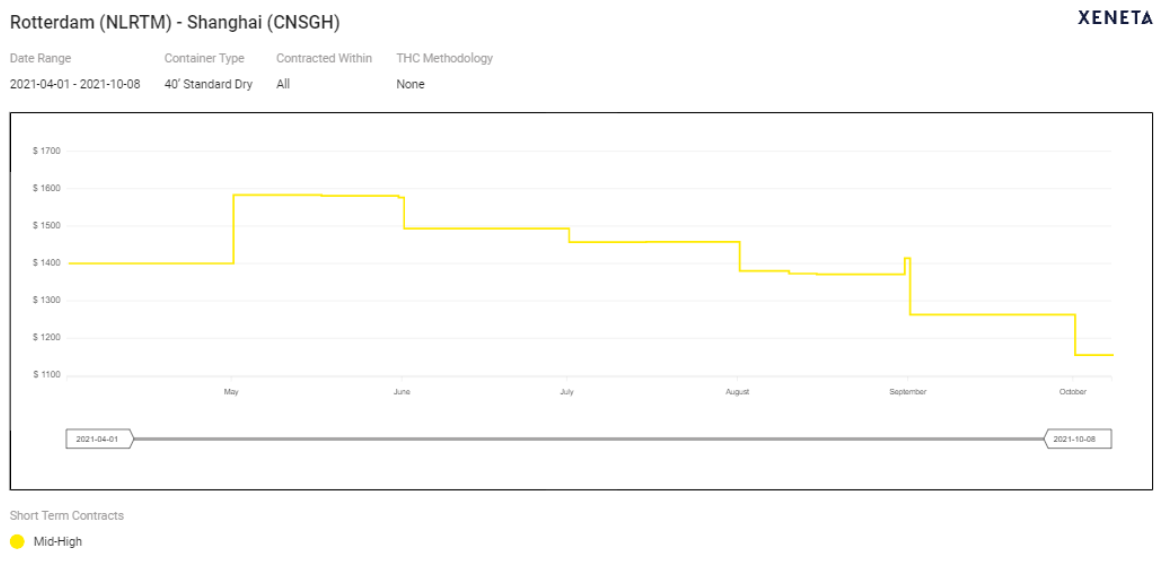 Rotterdam (NLRTM) - Shanghai (CNSGH)
XENETA
Date Range Container Type Contracted Within THC Methodology
2021-04-01 - 2021-10-08 40' Standard Dry All None
$ 1700
$ 1600
$ 1500
$ 1400
$ 1300
$ 1200
$ 1100
May June July August September October
2021-04-01 2021-10-08
Short Term Contracts
Mid-High